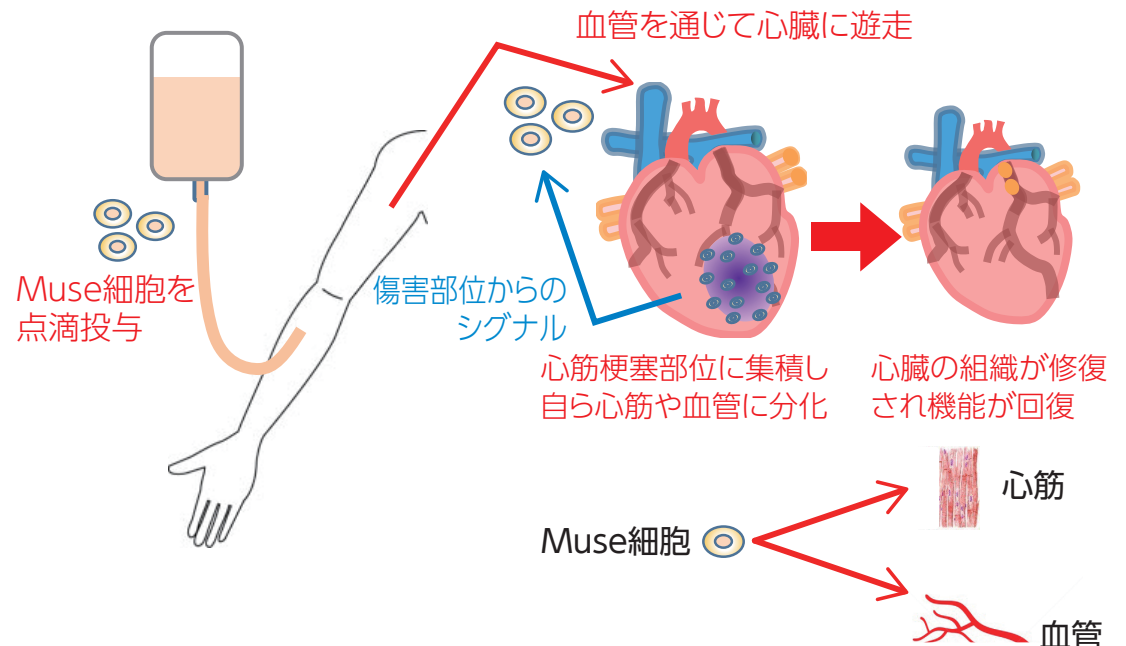 血管を通じて心臓に遊走
Muse細胞を
点滴投与
傷害部位からの
シグナル
心筋梗塞部位に集積し
自ら心筋や血管に分化
心臓の組織が修復
され機能が回復
Muse細胞
心筋
血管